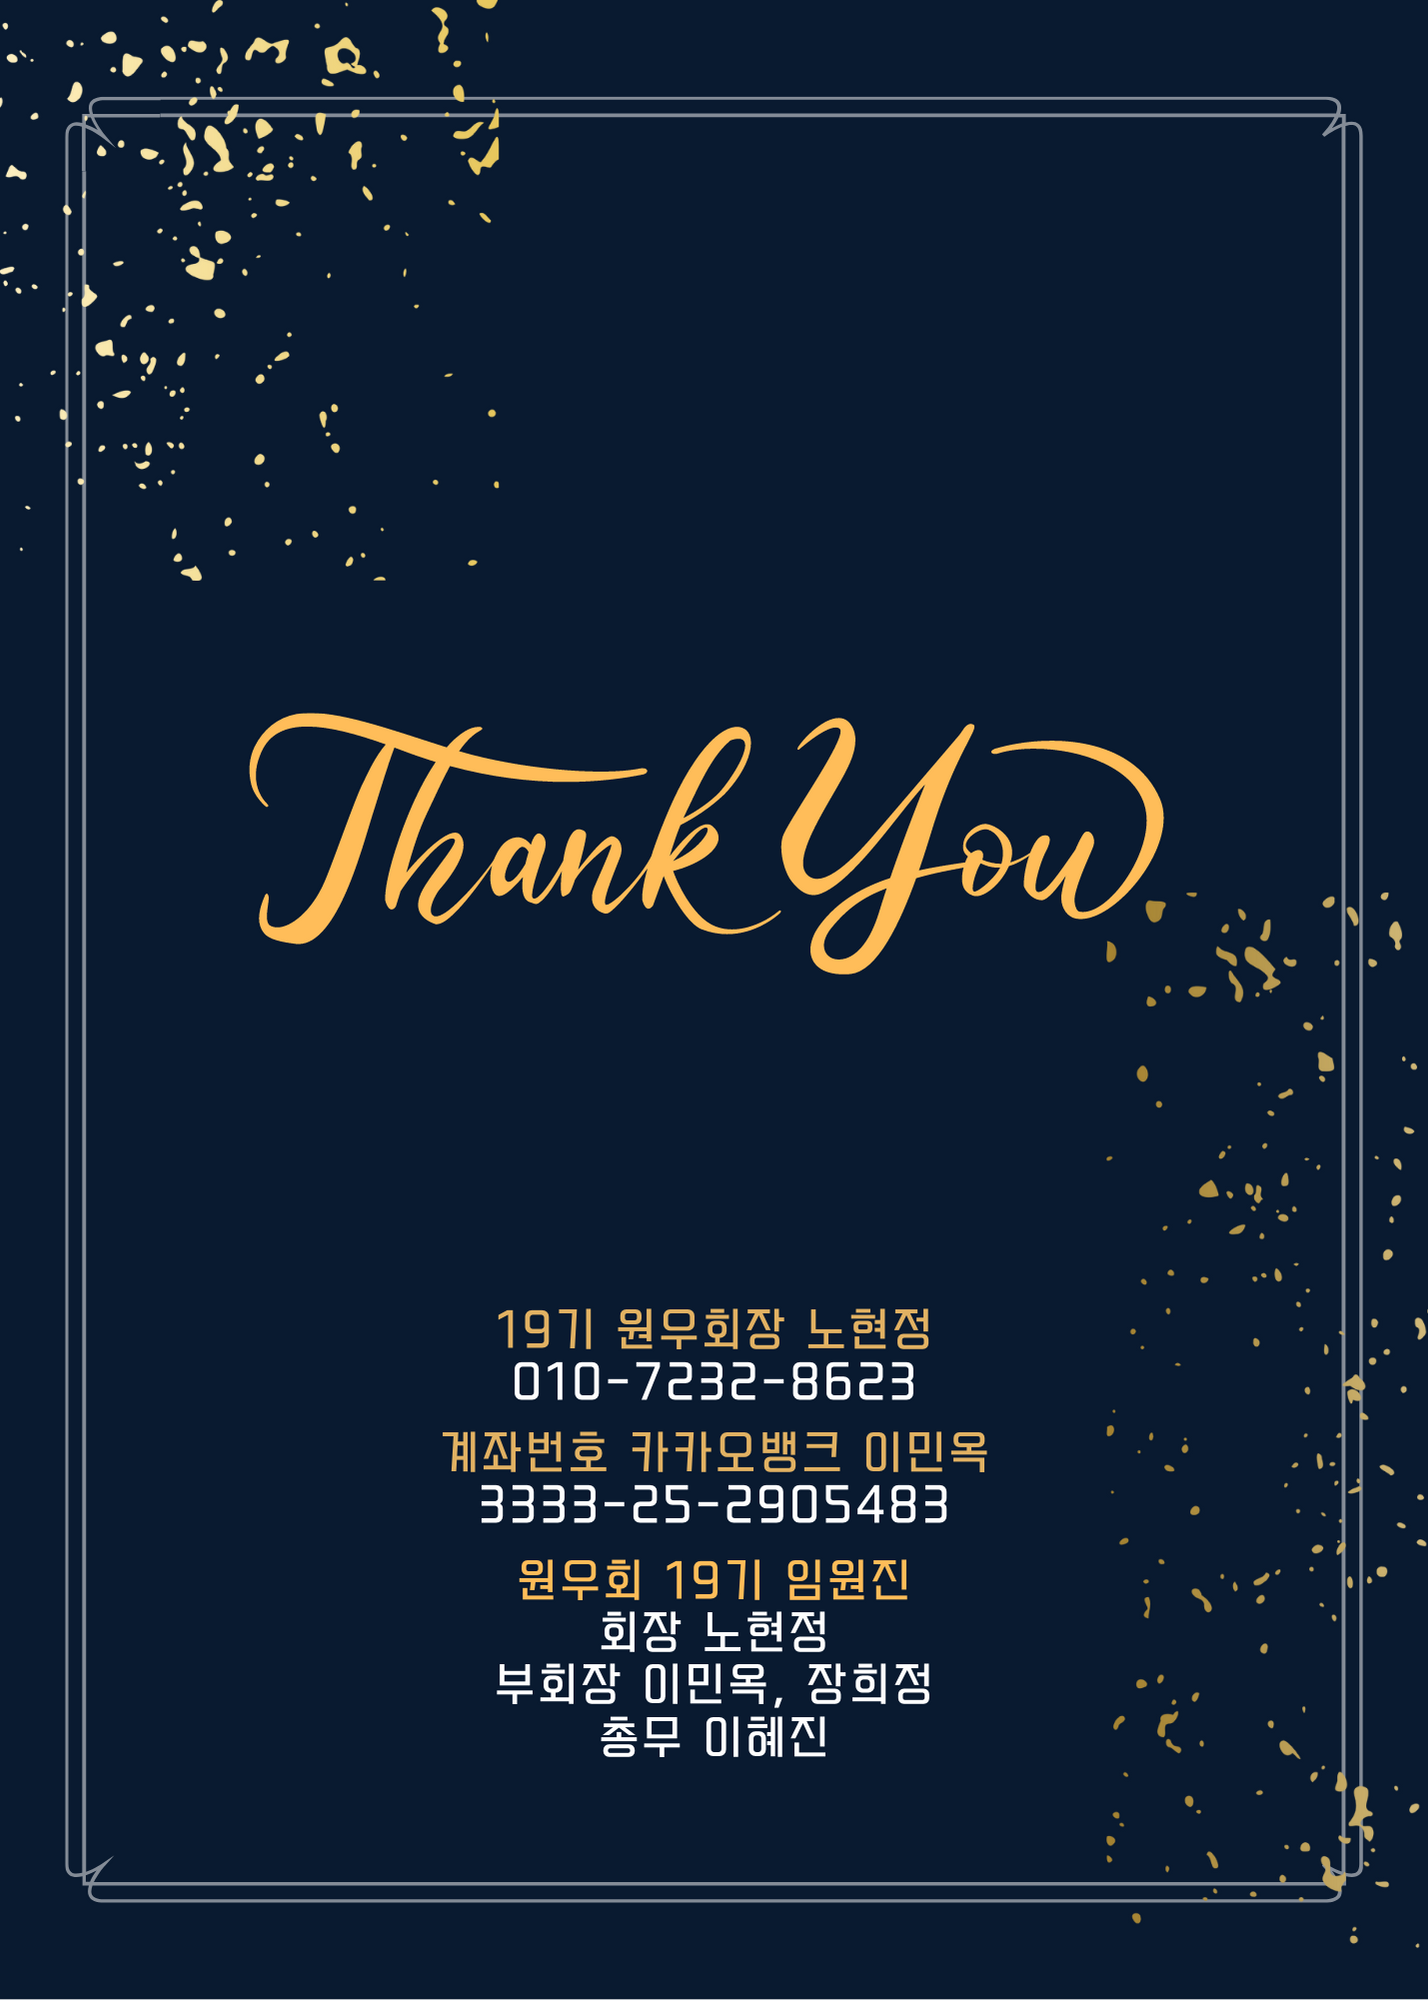 Thank You
19기 원우회장 노현정
010-7232-8623
계좌번호 카카오뱅크 이민옥
3333-25-2905483
원우회 19기 임원진
회장 노현정
부회장 이민옥, 장희정
총무 이혜진